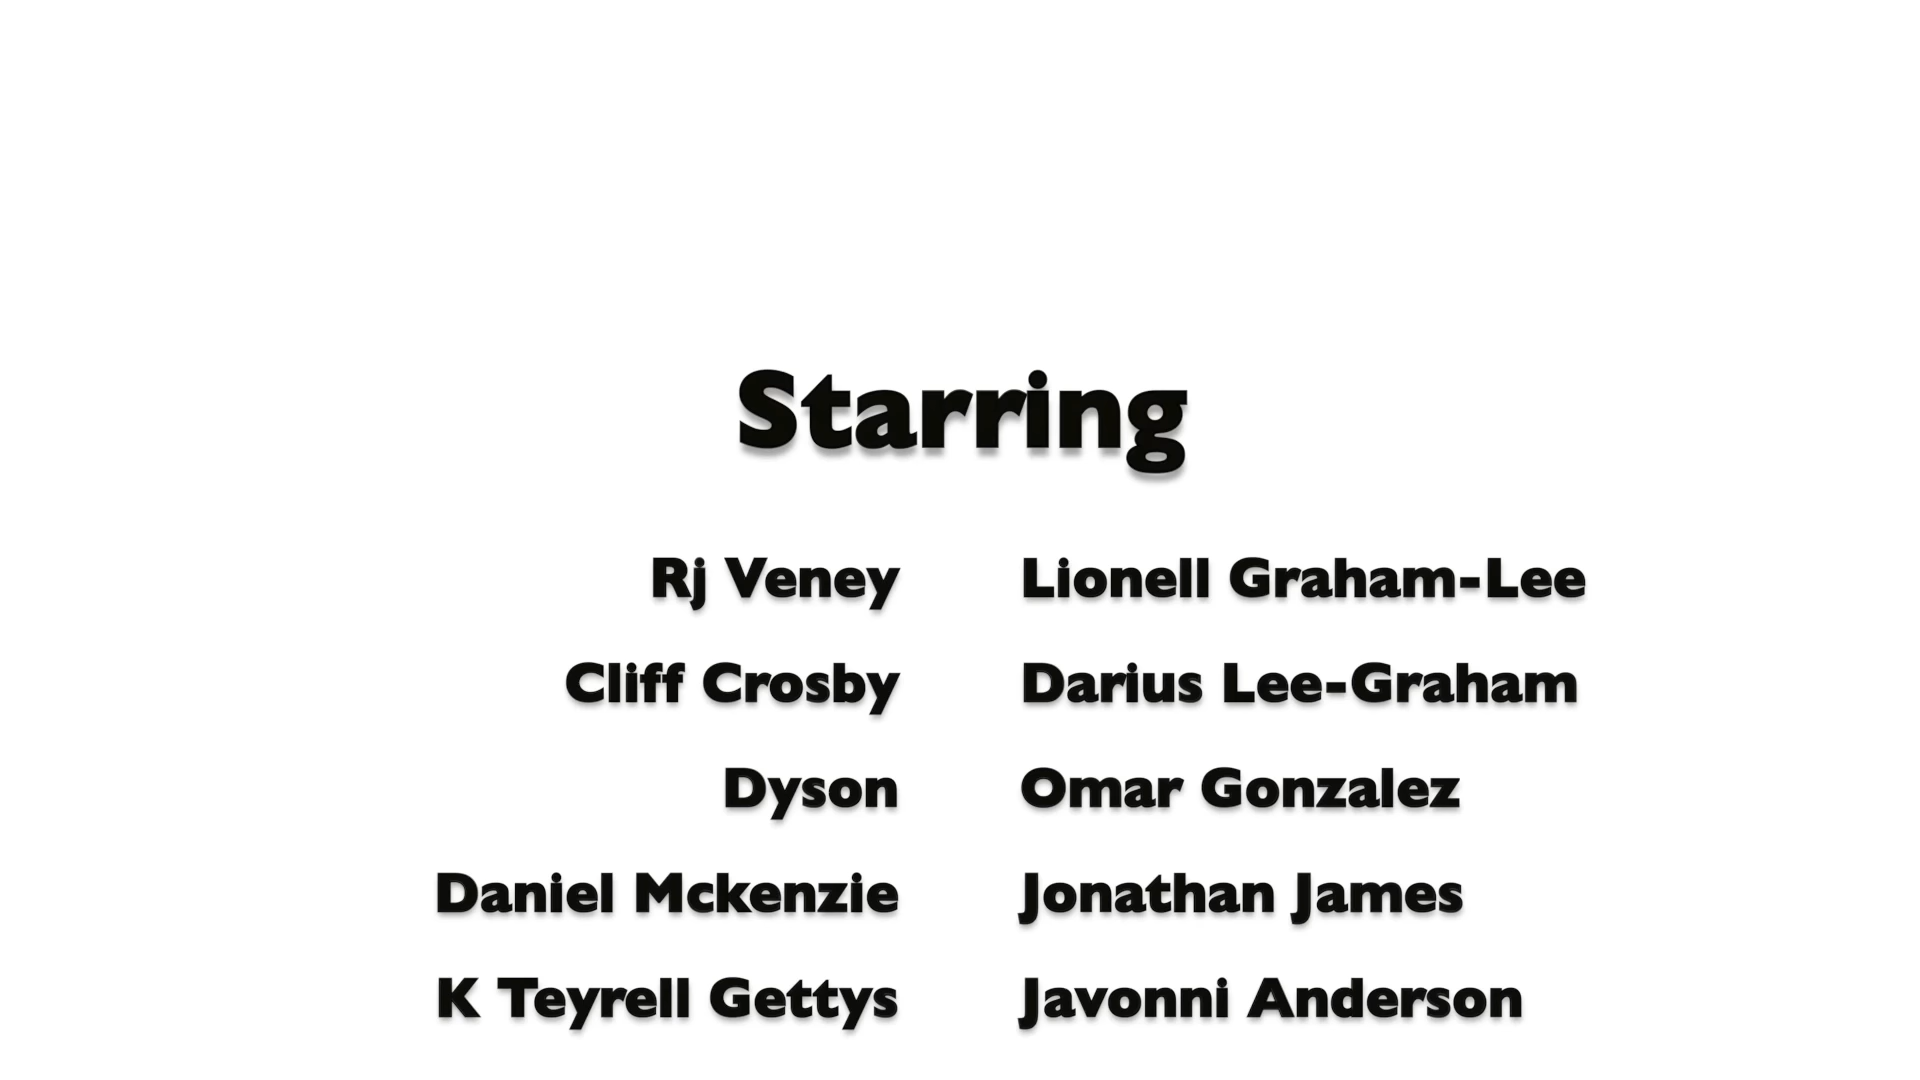 Starring
Rj Veney Lionell Graham-Lee
Cliff Crosby Darius Lee-Graham
Dyson Omar Gonzalez
Daniel Mckenzie Jonathan James
K Teyrell Gettys Javonni Anderson